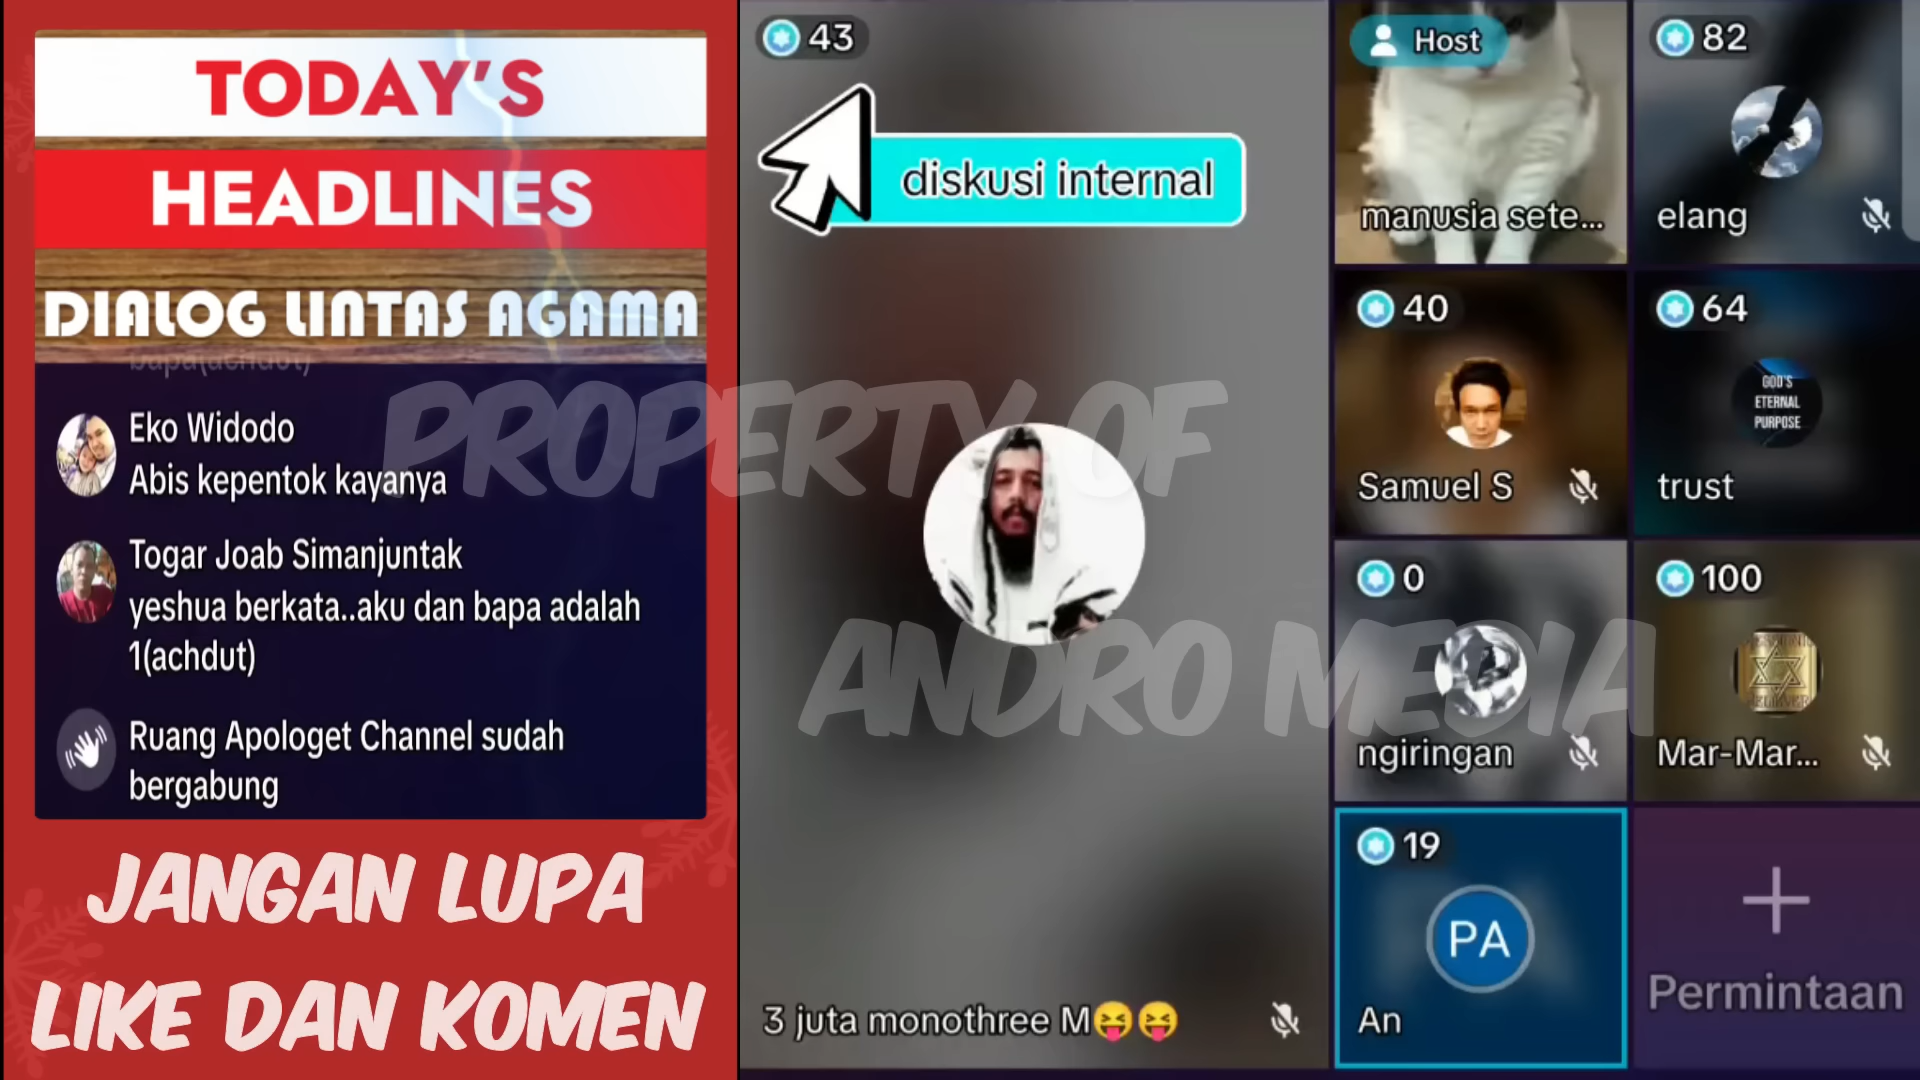 TODAY'S
HEADLINES
DIALOG LINTAS AGAMA
bapa(achdut)
Eko Widodo
Abis kepentok kayanya
Togar Joab Simanjuntak
yeshua berkata..aku dan bapa adalah
1(achdut)
Ruang Apologet Channel sudah
bergabung
JANGAN LUPA
LIKE DAN KOMEN
PROPERTY OF
ANDRO MEDIA
43
diskusi internal
3 juta monothree M😝😝
Host
manusia sete...
82
elang
40
Samuel S
64
GOD'S
ETERNAL
PURPOSE
trust
0
ngiringan
100
BELIEVER
Mar-Mar...
19
PA
An
Permintaan